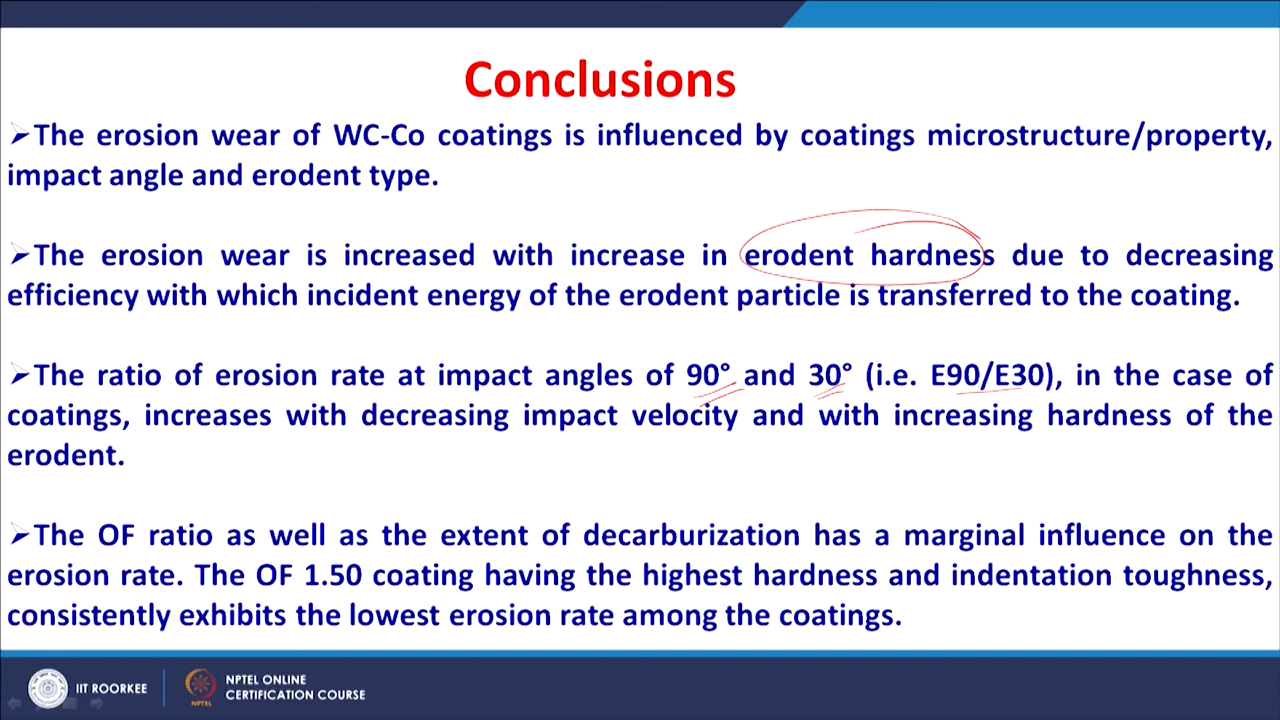 Conclusions
➢The erosion wear of WC-Co coatings is influenced by coatings microstructure/property,
impact angle and erodent type.
➢The erosion wear is increased with increase in erodent hardness due to decreasing
efficiency with which incident energy of the erodent particle is transferred to the coating.
➢The ratio of erosion rate at impact angles of 90° and 30° (i.e. E90/E30), in the case of
coatings, increases with decreasing impact velocity and with increasing hardness of the
erodent.
➢The OF ratio as well as the extent of decarburization has a marginal influence on the
erosion rate. The OF 1.50 coating having the highest hardness and indentation toughness,
consistently exhibits the lowest erosion rate among the coatings.
IIT ROORKEE
NPTEL
NPTEL ONLINE
CERTIFICATION COURSE